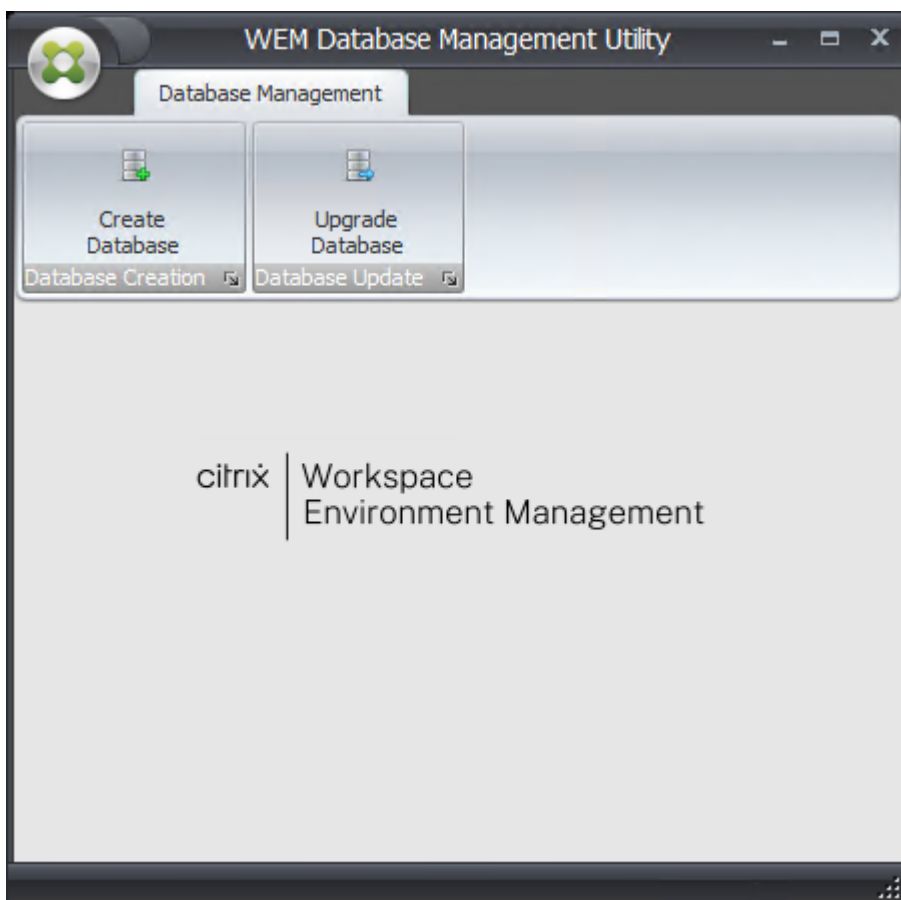 WEM Database Management Utility
Database Management
Create
Database
Upgrade
Database
Database Creation
Database Update
citrix
Workspace
Environment Management